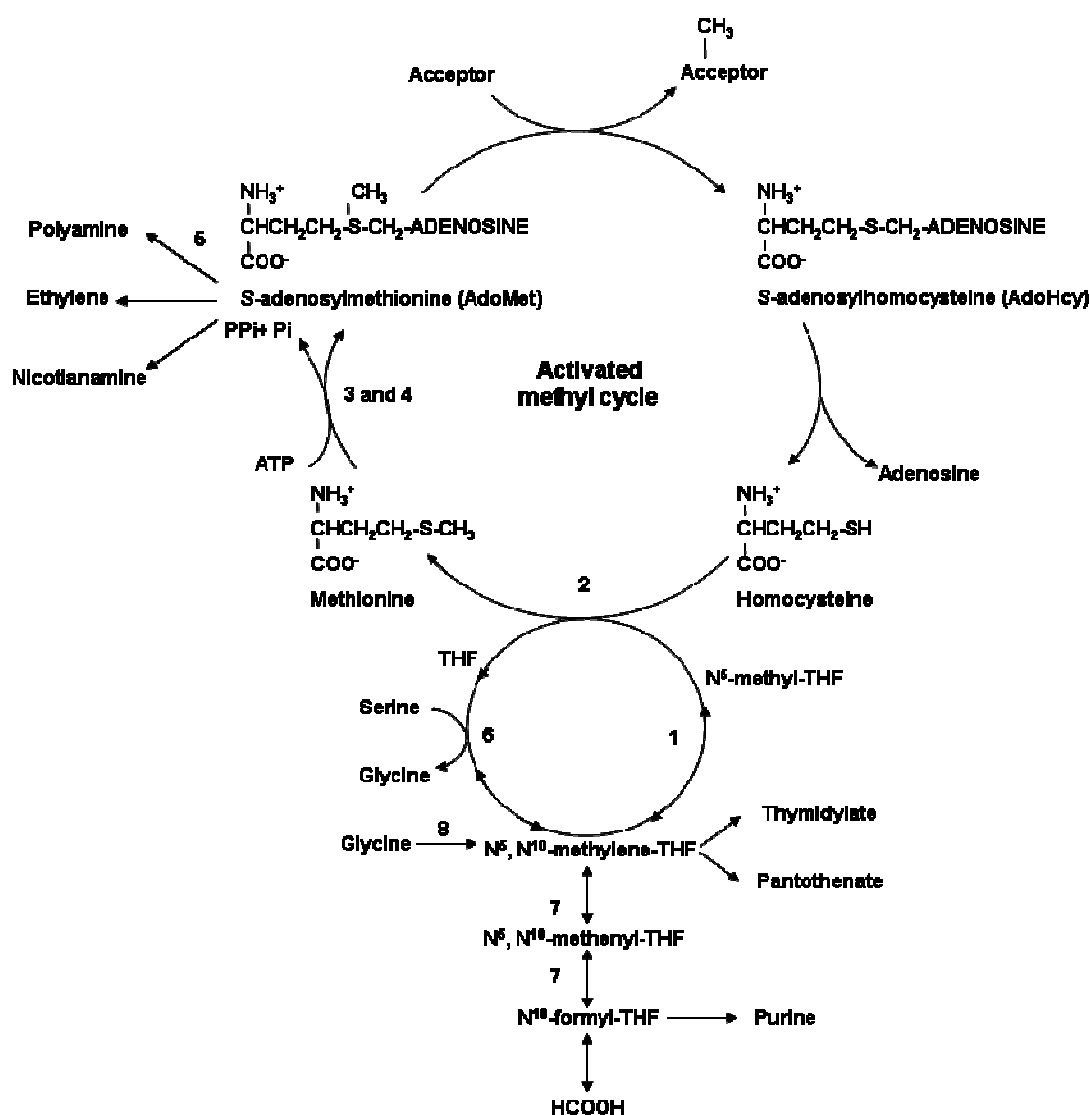 CH₃
Acceptor
Acceptor
NH₃⁺
CH₃
CHCH₂CH₂-S-CH₂-ADENOSINE
COO⁻
S-adenosylmethionine (AdoMet)
NH₃⁺
CHCH₂CH₂-S-CH₂-ADENOSINE
COO⁻
S-adenosylhomocysteine (AdoHcy)
Polyamine
5
Ethylene
Nicotianamine
PPi+ Pi
3 and 4
ATP
Activated
methyl cycle
Adenosine
NH₃⁺
CHCH₂CH₂-S-CH₃
COO⁻
Methionine
NH₃⁺
CHCH₂CH₂-SH
COO⁻
Homocysteine
2
THF
N⁵-methyl-THF
Serine
6
1
Glycine
Glycine
8
N⁵, N¹⁰-methylene-THF
Thymidylate
Pantothenate
7
N⁵, N¹⁰-methenyl-THF
7
N¹⁰-formyl-THF
Purine
HCOOH